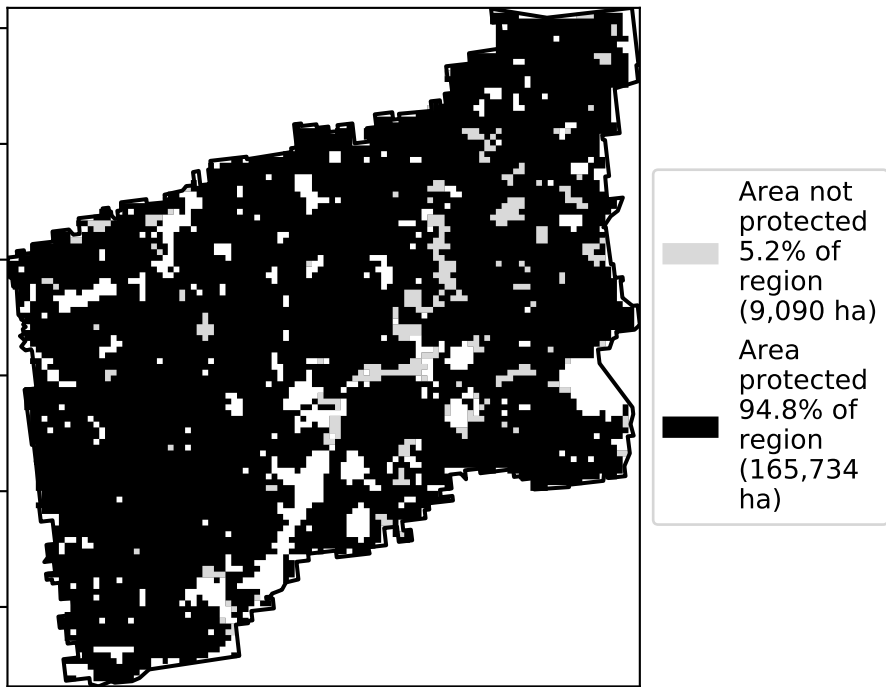 Area not
protected
5.2% of
region
(9,090 ha)
Area
protected
94.8% of
region
(165,734
ha)